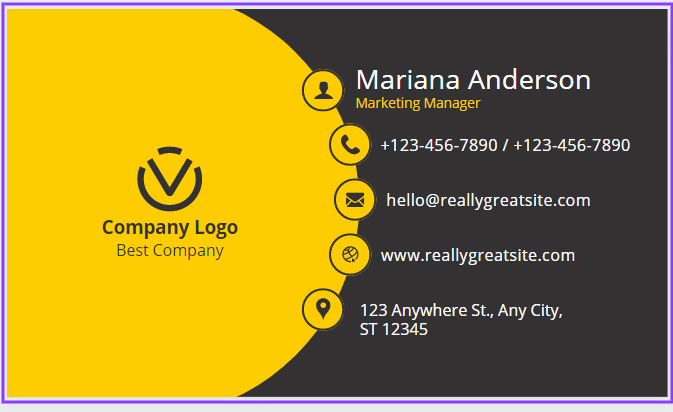 Mariana Anderson
Marketing Manager
+123-456-7890 / +123-456-7890
hello@reallygreatsite.com
www.reallygreatsite.com
123 Anywhere St., Any City,
ST 12345
Company Logo
Best Company